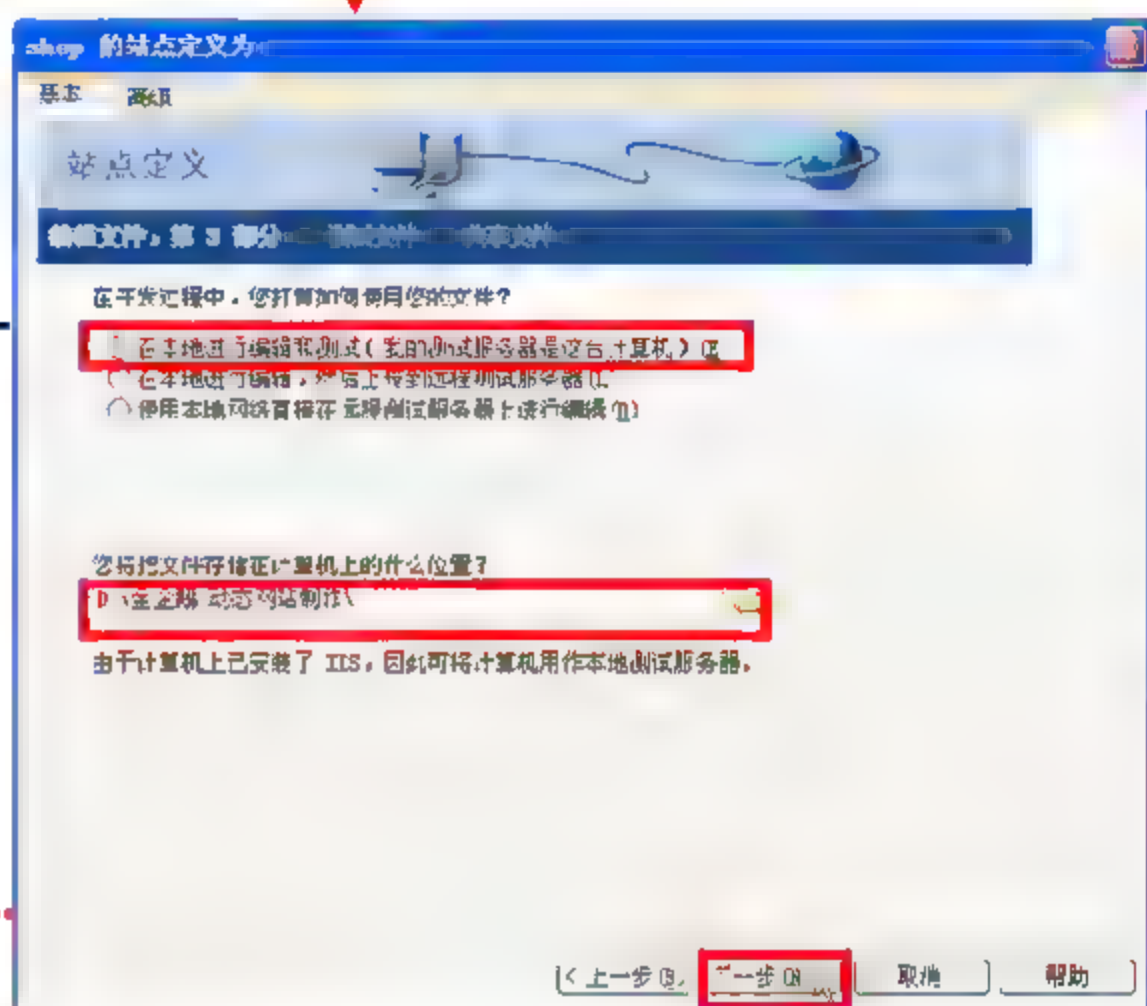 shop 的站点定义为
基本 高级
站点定义
编辑文件，第 3 部分
在开发过程中，您打算如何使用您的文件？
在本地进行编辑和测试(我的测试服务器是这台计算机)(E)
在本地进行编辑，然后上传到远程测试服务器(L)
使用本地网络直接在远程测试服务器上进行编辑(N)
您将把文件存储在计算机上的什么位置？
动态网站制作\
由于计算机上已安装了 IIS，因此可将计算机用作本地测试服务器。
<上一步(B) 下一步(N) 取消 帮助